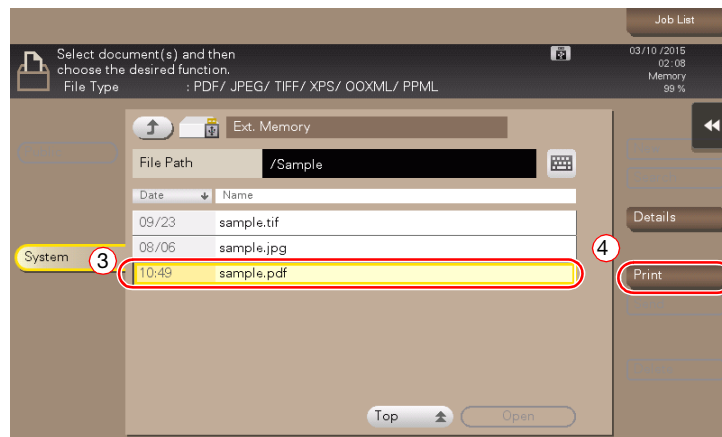 Job List
Select document(s) and then
choose the desired function.
File Type : PDF/ JPEG/ TIFF/ XPS/ OOXML/ PPML
03/10 /2015
02:08
Memory
99 %
Ext. Memory
File Path /Sample
Date Name
09/23 sample.tif
Details
08/06 sample.jpg
System 3 4
10:49 sample.pdf
Print
Top Open